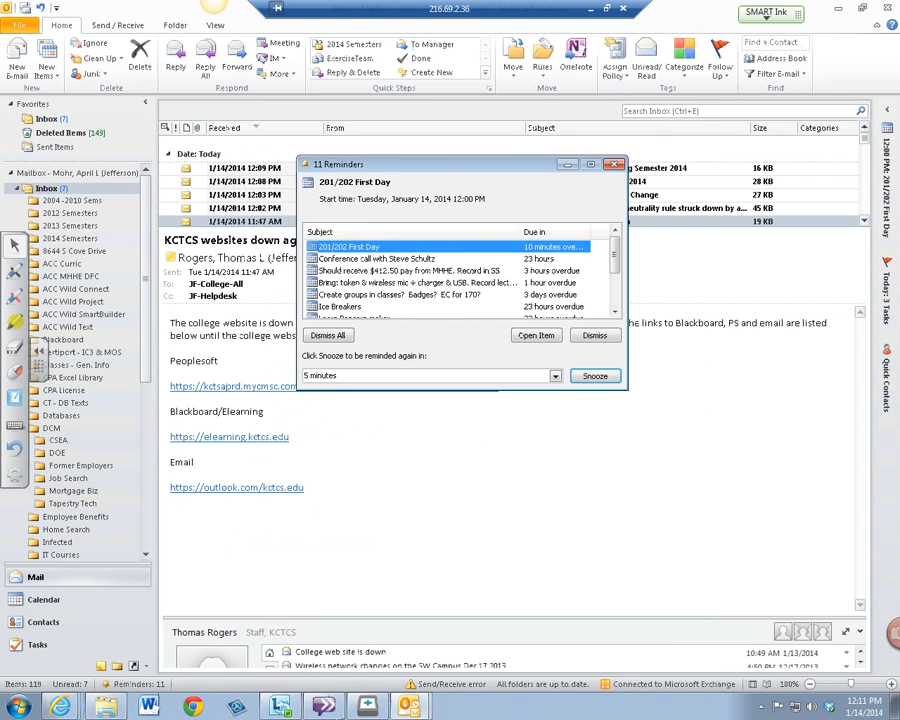 216.69.2.36
SMART Ink
File Home Send / Receive Folder View
New E-mail New Items Ignore Clean Up Junk Delete Reply Reply All Forward Meeting IM More
2014 Semesters To Manager
ExerciseTeam Done
Reply & Delete Create New
Move Rules OneNote Assign Policy Unread/ Read Categorize Follow Up
Find a Contact
Address Book
Filter E-mail
New Delete Respond Quick Steps Move Tags Find
Favorites
Inbox (7)
Deleted Items [149]
Sent Items
Mailbox - Mohr, April L (Jefferson)
Inbox (7)
2004 -2010 Sems
2012 Semesters
2013 Semesters
2014 Semesters
8644 S Cove Drive
ACC Curric
ACC MHHE DFC
ACC Wild Connect
ACC Wild Project
ACC Wild SmartBuilder
ACC Wild Text
Blackboard
Certiport - IC3 & MOS
Classes - Gen. Info
CPA Excel Library
CPA License
CT - DB Texts
Databases
DCM
CSEA
DOE
Former Employers
Job Search
Mortgage Biz
Tapestry Tech
Employee Benefits
Home Search
Infected
IT Courses
Mail
Calendar
Contacts
Tasks
Search Inbox (Ctrl+E)
Received From Subject Size Categories
Date: Today
1/14/2014 12:09 PM g Semester 2014 16 KB
1/14/2014 12:08 PM 2014 28 KB
1/14/2014 12:03 PM Change 27 KB
1/14/2014 12:02 PM neutrality rule struck down by a... 45 KB
1/14/2014 11:47 AM 19 KB
KCTCS websites down ag
Rogers, Thomas L (Jeffer
Sent: Tue 1/14/2014 11:47 AM
To: JF-College-All
Cc: JF-Helpdesk
The college website is down
he links to Blackboard, PS and email are listed
below until the college webs
Peoplesoft
https://kctsaprd.mycmsc.com
Blackboard/Elearning
https://elearning.kctcs.edu
Email
https://outlook.com/kctcs.edu
11 Reminders
201/202 First Day
Start time: Tuesday, January 14, 2014 12:00 PM
Subject Due in
201/202 First Day 10 minutes ove...
Conference call with Steve Schultz 23 hours
Should receive $412.50 pay from MHHE. Record in SS 3 hours overdue
Bring: token & wireless mic + charger & USB. Record lect... 1 hour overdue
Create groups in classes? Badges? EC for 170? 3 days overdue
Ice Breakers 23 hours overdue
Dismiss All Open Item Dismiss
Click Snooze to be reminded again in:
5 minutes Snooze
Thomas Rogers Staff, KCTCS
College web site is down 10:49 AM 1/13/2014
Wireless network changes on the SW Campus Dec 17 2013
12:00 PM: 201/202 First Day
Today: 3 Tasks
Quick Contacts
Items: 118 Unread: 7 Reminders: 11 Send/Receive error All folders are up to date. Connected to Microsoft Exchange 100%
12:11 PM
1/14/2014